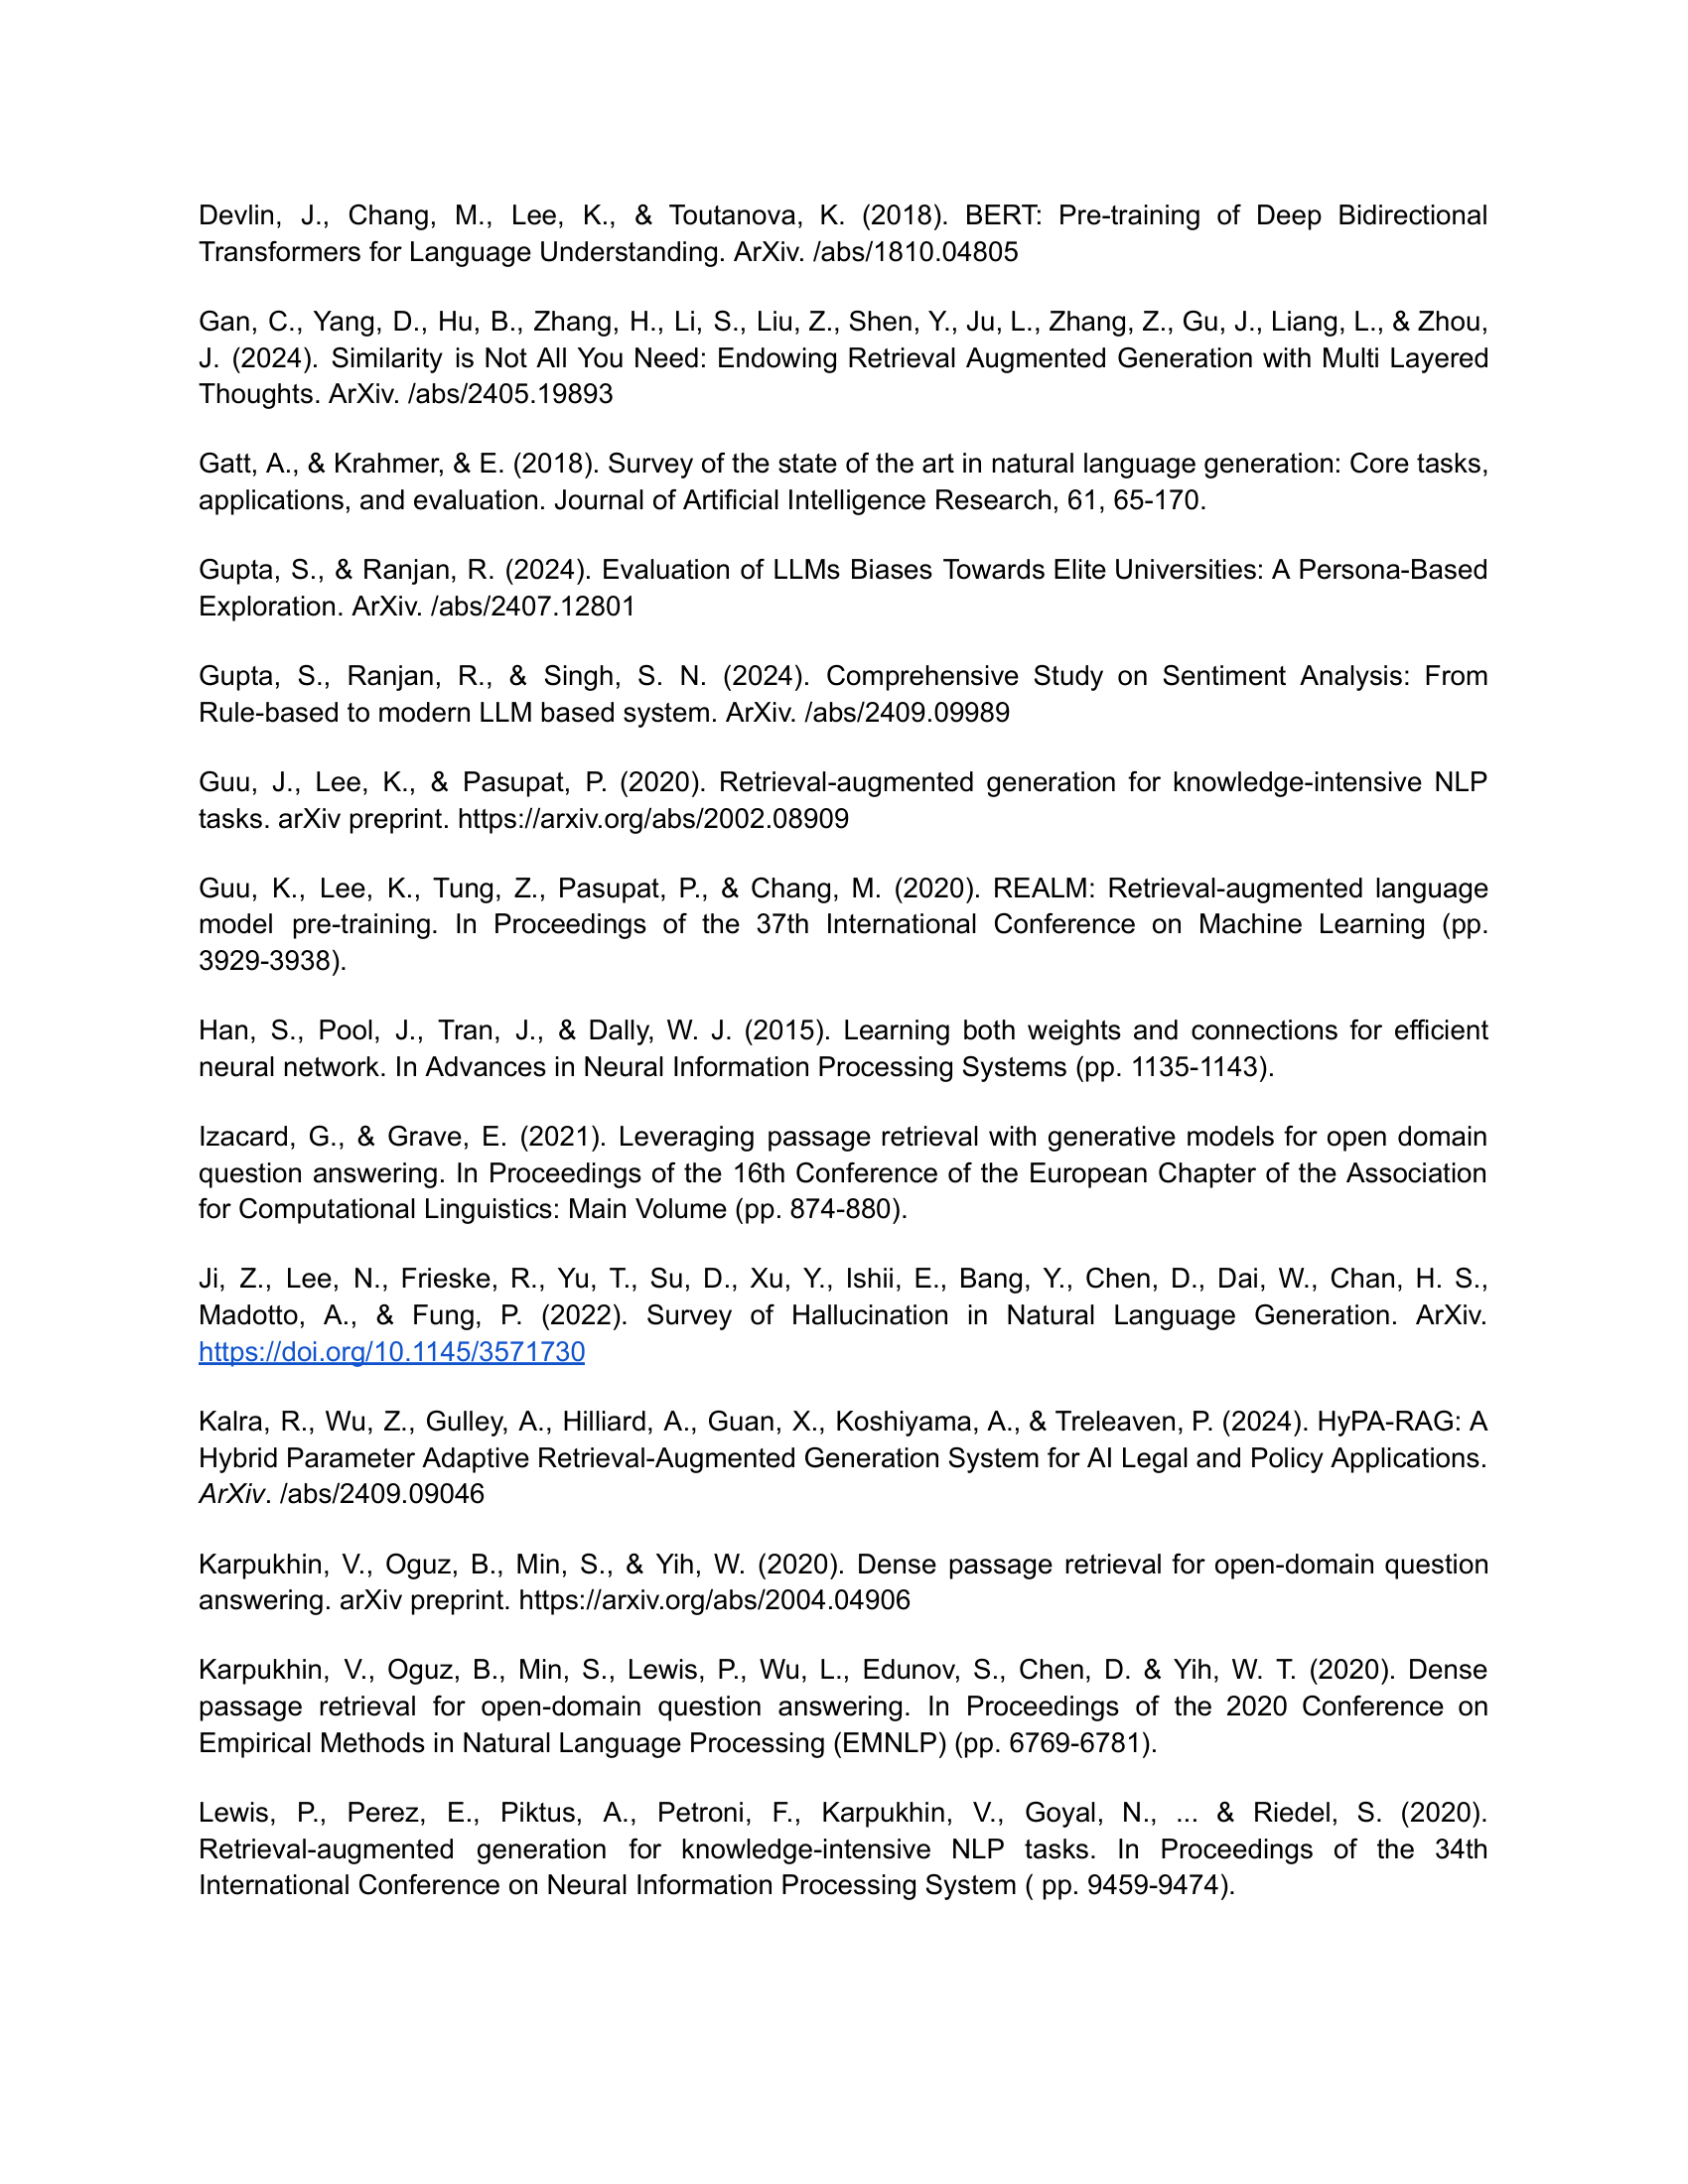 Devlin, J., Chang, M., Lee, K., & Toutanova, K. (2018). BERT: Pre-training of Deep Bidirectional
Transformers for Language Understanding. ArXiv. /abs/1810.04805
Gan, C., Yang, D., Hu, B., Zhang, H., Li, S., Liu, Z., Shen, Y., Ju, L., Zhang, Z., Gu, J., Liang, L., & Zhou,
J. (2024). Similarity is Not All You Need: Endowing Retrieval Augmented Generation with Multi Layered
Thoughts. ArXiv. /abs/2405.19893
Gatt, A., & Krahmer, & E. (2018). Survey of the state of the art in natural language generation: Core tasks,
applications, and evaluation. Journal of Artificial Intelligence Research, 61, 65-170.
Gupta, S., & Ranjan, R. (2024). Evaluation of LLMs Biases Towards Elite Universities: A Persona-Based
Exploration. ArXiv. /abs/2407.12801
Gupta, S., Ranjan, R., & Singh, S. N. (2024). Comprehensive Study on Sentiment Analysis: From
Rule-based to modern LLM based system. ArXiv. /abs/2409.09989
Guu, J., Lee, K., & Pasupat, P. (2020). Retrieval-augmented generation for knowledge-intensive NLP
tasks. arXiv preprint. https://arxiv.org/abs/2002.08909
Guu, K., Lee, K., Tung, Z., Pasupat, P., & Chang, M. (2020). REALM: Retrieval-augmented language
model pre-training. In Proceedings of the 37th International Conference on Machine Learning (pp.
3929-3938).
Han, S., Pool, J., Tran, J., & Dally, W. J. (2015). Learning both weights and connections for efficient
neural network. In Advances in Neural Information Processing Systems (pp. 1135-1143).
Izacard, G., & Grave, E. (2021). Leveraging passage retrieval with generative models for open domain
question answering. In Proceedings of the 16th Conference of the European Chapter of the Association
for Computational Linguistics: Main Volume (pp. 874-880).
Ji, Z., Lee, N., Frieske, R., Yu, T., Su, D., Xu, Y., Ishii, E., Bang, Y., Chen, D., Dai, W., Chan, H. S.,
Madotto, A., & Fung, P. (2022). Survey of Hallucination in Natural Language Generation. ArXiv.
https://doi.org/10.1145/3571730
Kalra, R., Wu, Z., Gulley, A., Hilliard, A., Guan, X., Koshiyama, A., & Treleaven, P. (2024). HyPA-RAG: A
Hybrid Parameter Adaptive Retrieval-Augmented Generation System for AI Legal and Policy Applications.
ArXiv. /abs/2409.09046
Karpukhin, V., Oguz, B., Min, S., & Yih, W. (2020). Dense passage retrieval for open-domain question
answering. arXiv preprint. https://arxiv.org/abs/2004.04906
Karpukhin, V., Oguz, B., Min, S., Lewis, P., Wu, L., Edunov, S., Chen, D. & Yih, W. T. (2020). Dense
passage retrieval for open-domain question answering. In Proceedings of the 2020 Conference on
Empirical Methods in Natural Language Processing (EMNLP) (pp. 6769-6781).
Lewis, P., Perez, E., Piktus, A., Petroni, F., Karpukhin, V., Goyal, N., ... & Riedel, S. (2020).
Retrieval-augmented generation for knowledge-intensive NLP tasks. In Proceedings of the 34th
International Conference on Neural Information Processing System ( pp. 9459-9474).